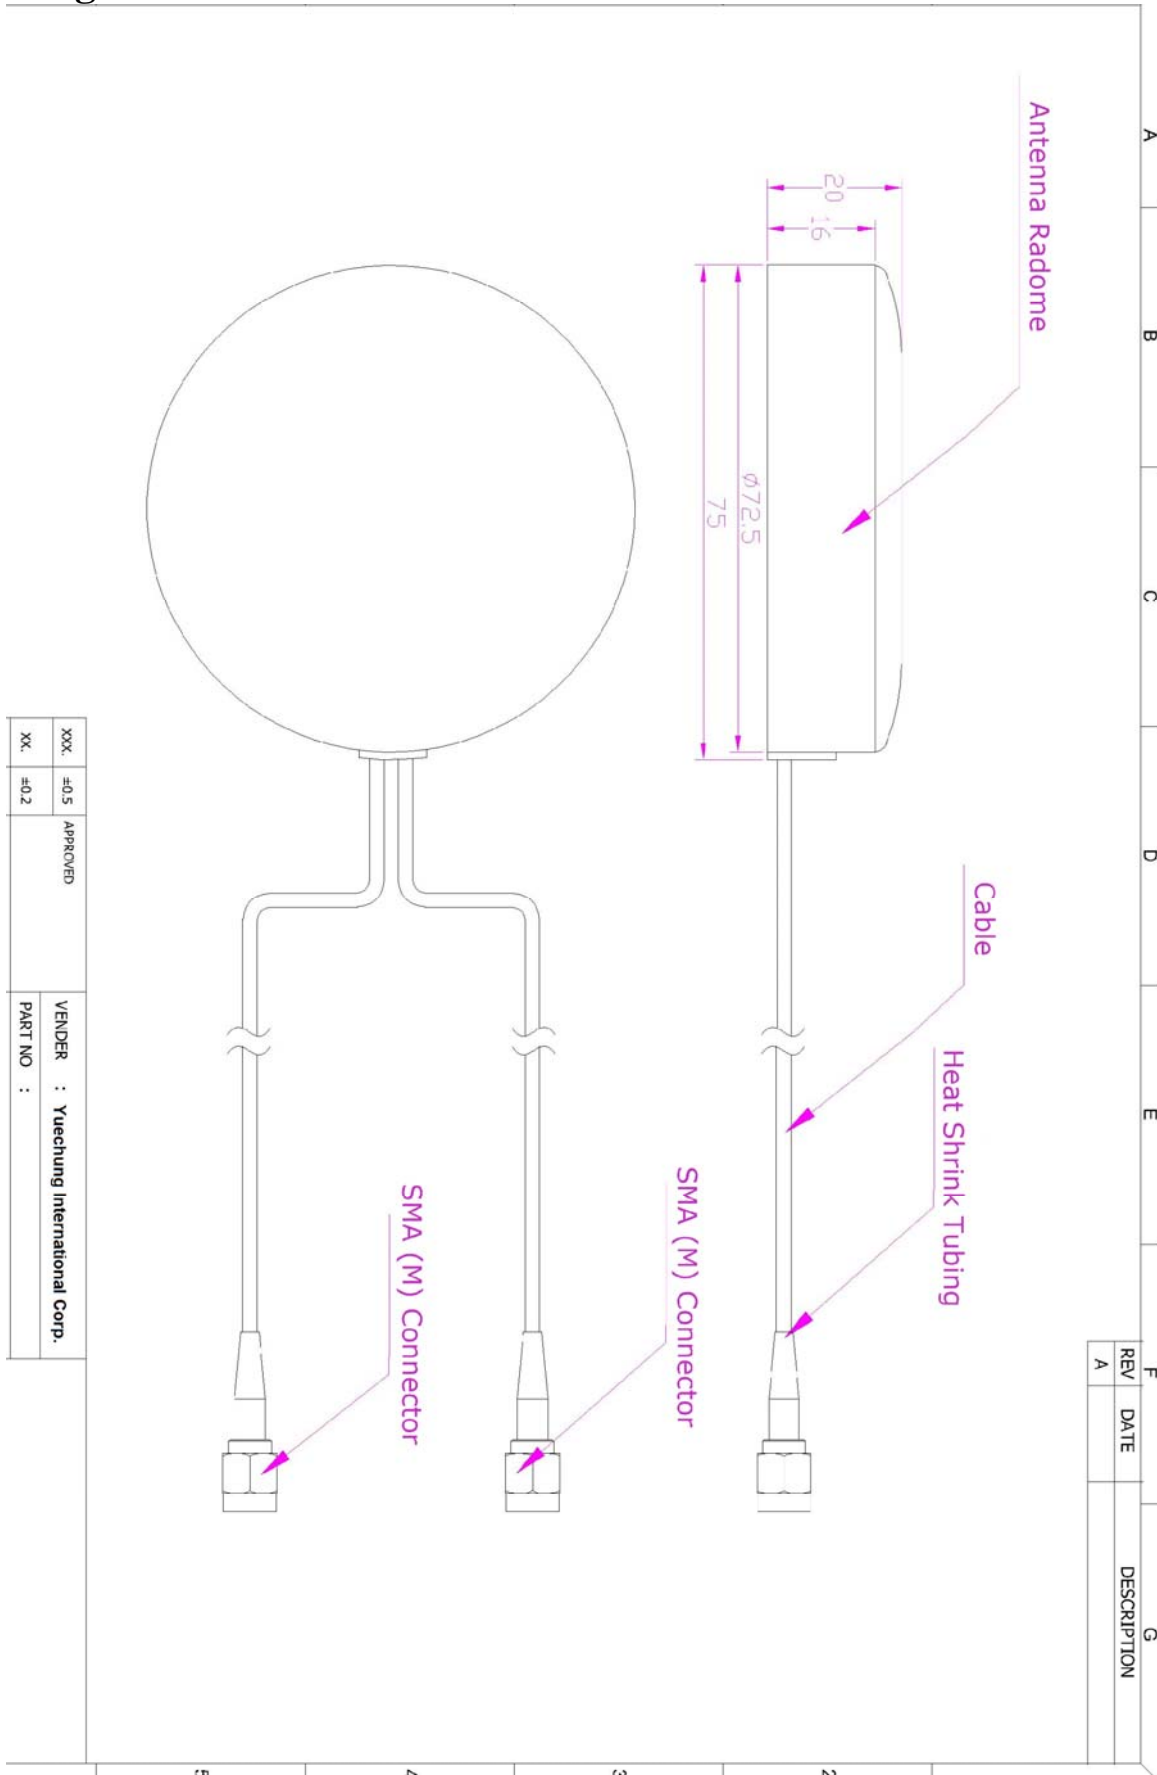 A
B
C
D
E
F
G
REV
DATE
DESCRIPTION
A
Antenna Radome
20
16
Ø72.5
75
Cable
Heat Shrink Tubing
SMA (M) Connector
SMA (M) Connector
XXX.
±0.5
APPROVED
VENDER : Yuechung International Corp.
XX.
±0.2
PART NO :